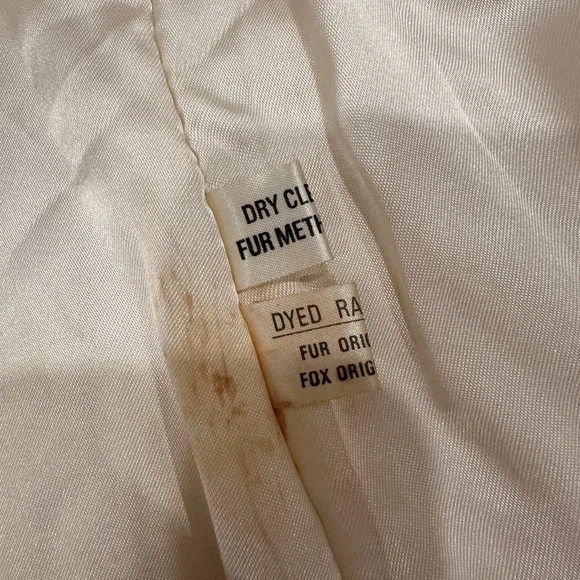 DRY CLE
FUR METH
DYED RA
FUR ORIG
FOX ORIG